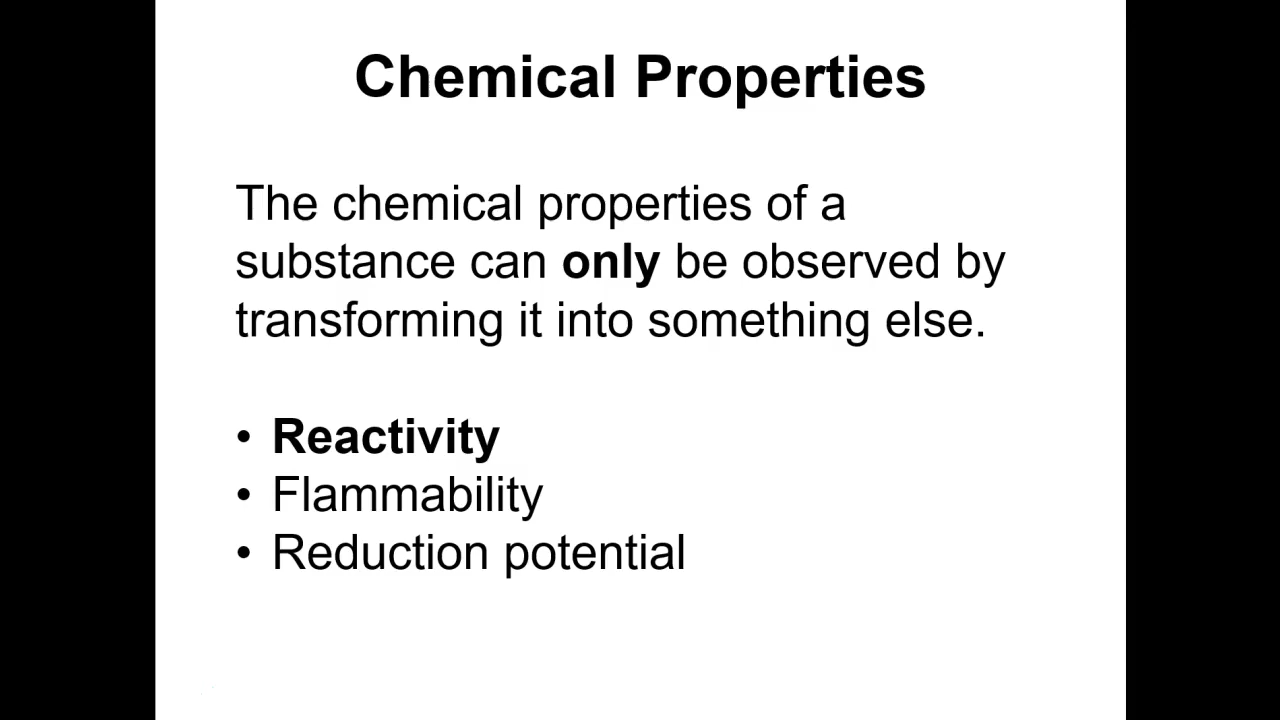 Chemical Properties
The chemical properties of a
substance can only be observed by
transforming it into something else.
• Reactivity
• Flammability
• Reduction potential